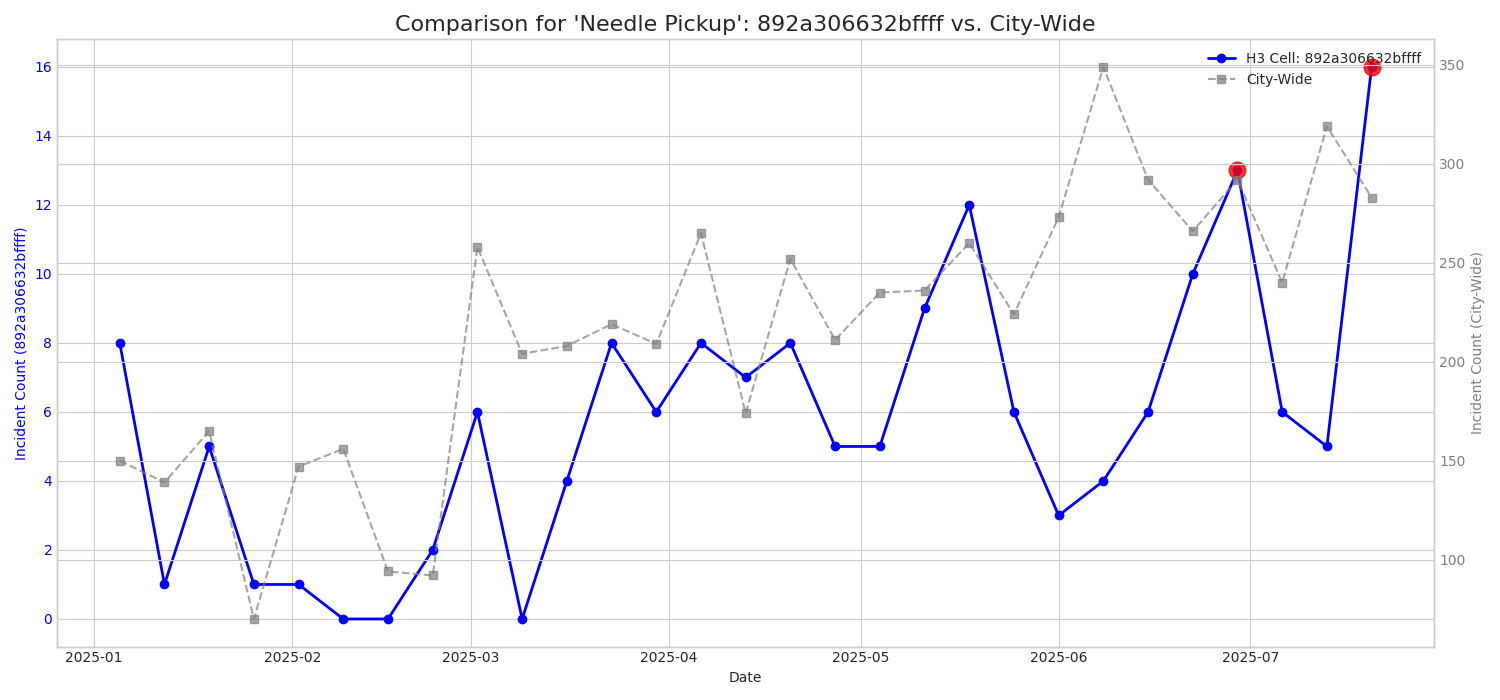 Comparison for 'Needle Pickup': 892a306632bffff vs. City-Wide
H3 Cell: 892a306632bffff
City-Wide
Incident Count (892a306632bffff)
16
14
12
10
8
6
4
2
0
350
300
250
200
150
100
Incident Count (City-Wide)
2025-01 2025-02 2025-03 2025-04 2025-05 2025-06 2025-07
Date